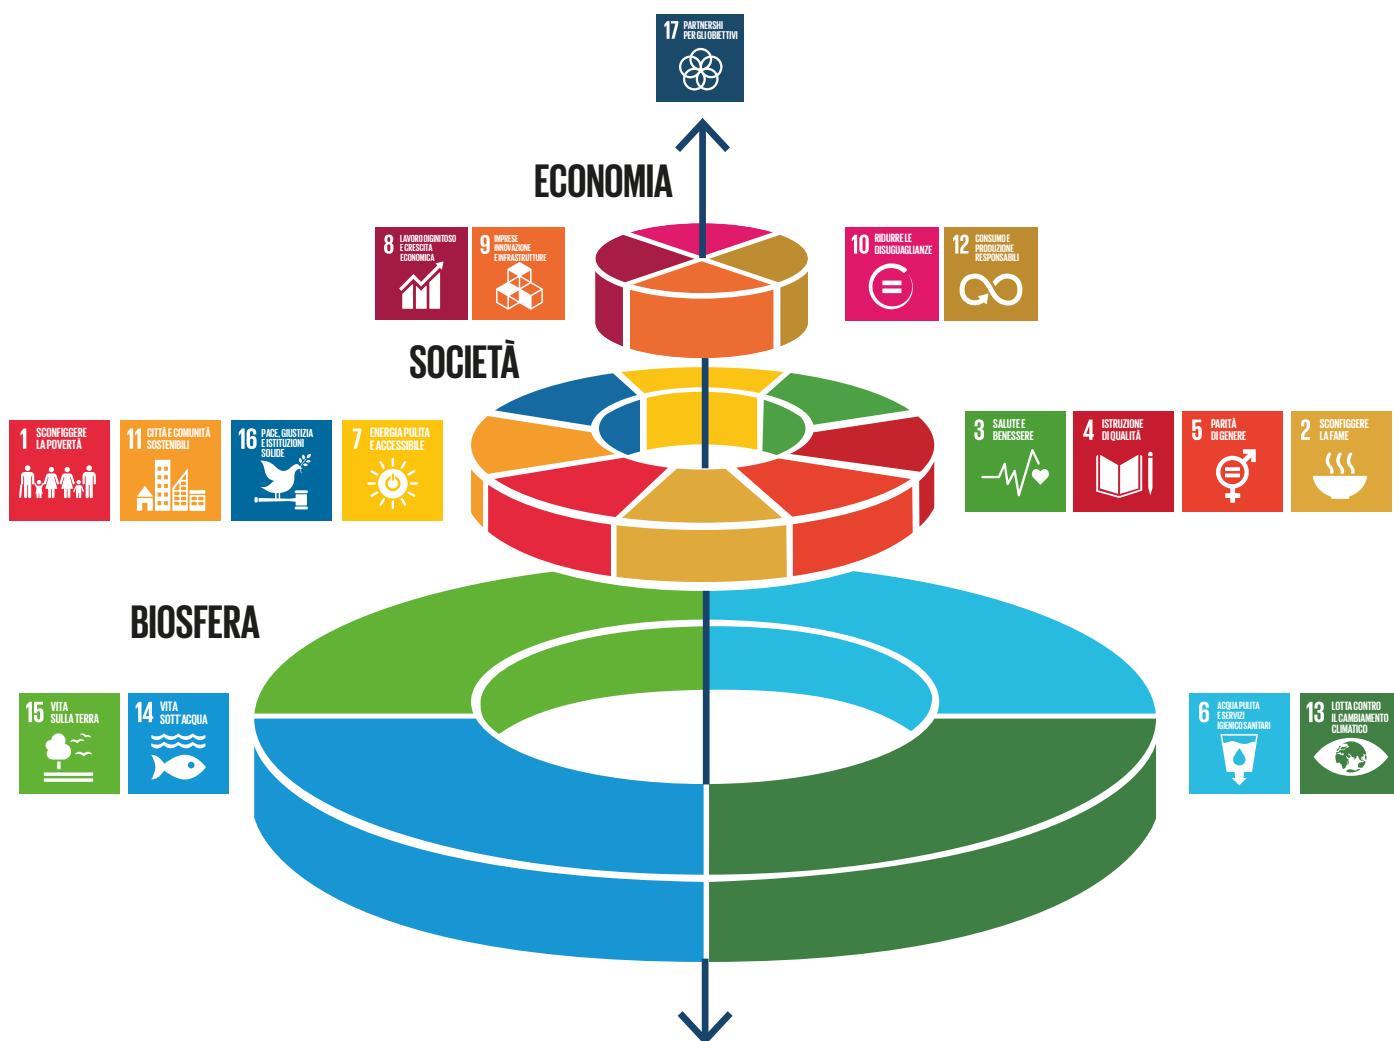 17 PARTNERSHI
PER GLI OBIETTIVI
ECONOMIA
8 LAVORO DIGINITOSO
E CRESCITA
ECONOMICA
9 IMPRESE
INNOVAZIONE
E INFRASTRUTTURE
10 RIDURRE LE
DISUGUAGLIANZE
12 CONSUMO E
PRODUZIONE
RESPONSABILI
SOCIETÀ
1 SCONFIGGERE
LA POVERTÀ
11 CITTÀ E COMUNITÀ
SOSTENIBILI
16 PACE, GIUSTIZIA
E ISTITUZIONI
SOLIDE
7 ENERGIA PULITA
E ACCESSIBILE
3 SALUTE E
BENESSERE
4 ISTRUZIONE
DI QUALITÀ
5 PARITÀ
DI GENERE
2 SCONFIGGERE
LA FAME
BIOSFERA
15 VITA
SULLA TERRA
14 VITA
SOTT'ACQUA
6 ACQUA PULITA
E SERVIZI
IGIENICO SANITARI
13 LOTTA CONTRO
IL CAMBIAMENTO
CLIMATICO